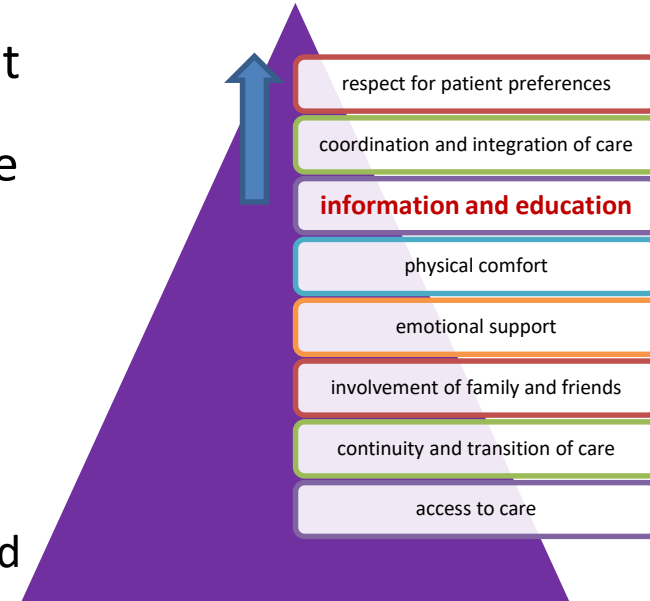 t
respect for patient preferences
coordination and integration of care
e
information and education
physical comfort
emotional support
involvement of family and friends
continuity and transition of care
access to care
d